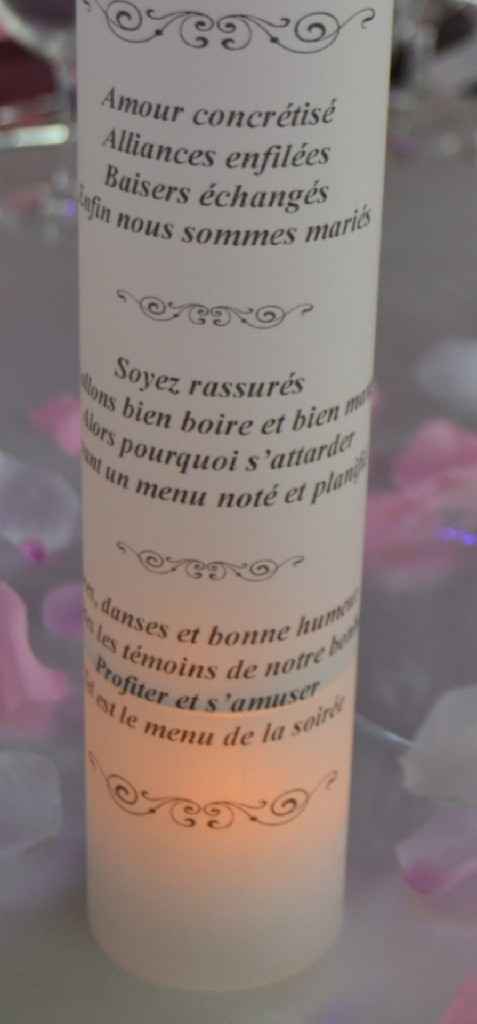 Amour concrétisé
Alliances enfilées
Baisers échangés
Enfin nous sommes mariés
Soyez rassurés
bien boire et bien
Alors pourquoi s'attarder
un menu noté et
danses et bonne humeur
les témoins de notre
Profiter et s'amuser
est le menu de la soirée